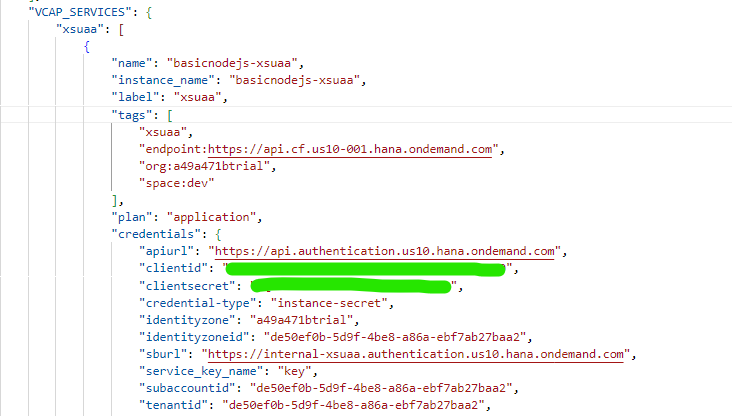 "VCAP_SERVICES": {
"xsuaa": [
{
"name": "basicnodejs-xsuaa",
"instance_name": "basicnodejs-xsuaa",
"label": "xsuaa",
"tags": [
"xsuaa",
"endpoint:https://api.cf.us10-001.hana.ondemand.com",
"org:a49a471btrial",
"space:dev"
],
"plan": "application",
"credentials": {
"apiurl": "https://api.authentication.us10.hana.ondemand.com",
"clientid": "",
"clientsecret": "",
"credential-type": "instance-secret",
"identityzone": "a49a471btrial",
"identityzoneid": "de50ef0b-5d9f-4be8-a86a-ebf7ab27baa2",
"sburl": "https://internal-xsuaa.authentication.us10.hana.ondemand.com",
"service_key_name": "key",
"subaccountid": "de50ef0b-5d9f-4be8-a86a-ebf7ab27baa2",
"tenantid": "de50ef0b-5d9f-4be8-a86a-ebf7ab27baa2",